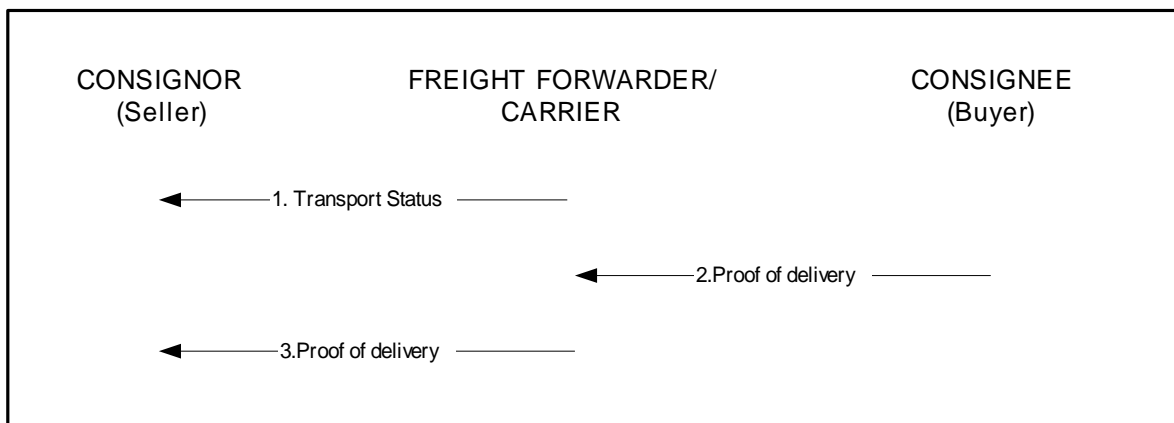 CONSIGNOR
(Seller)
FREIGHT FORWARDER/
CARRIER
CONSIGNEE
(Buyer)
1. Transport Status
2.Proof of delivery
3.Proof of delivery